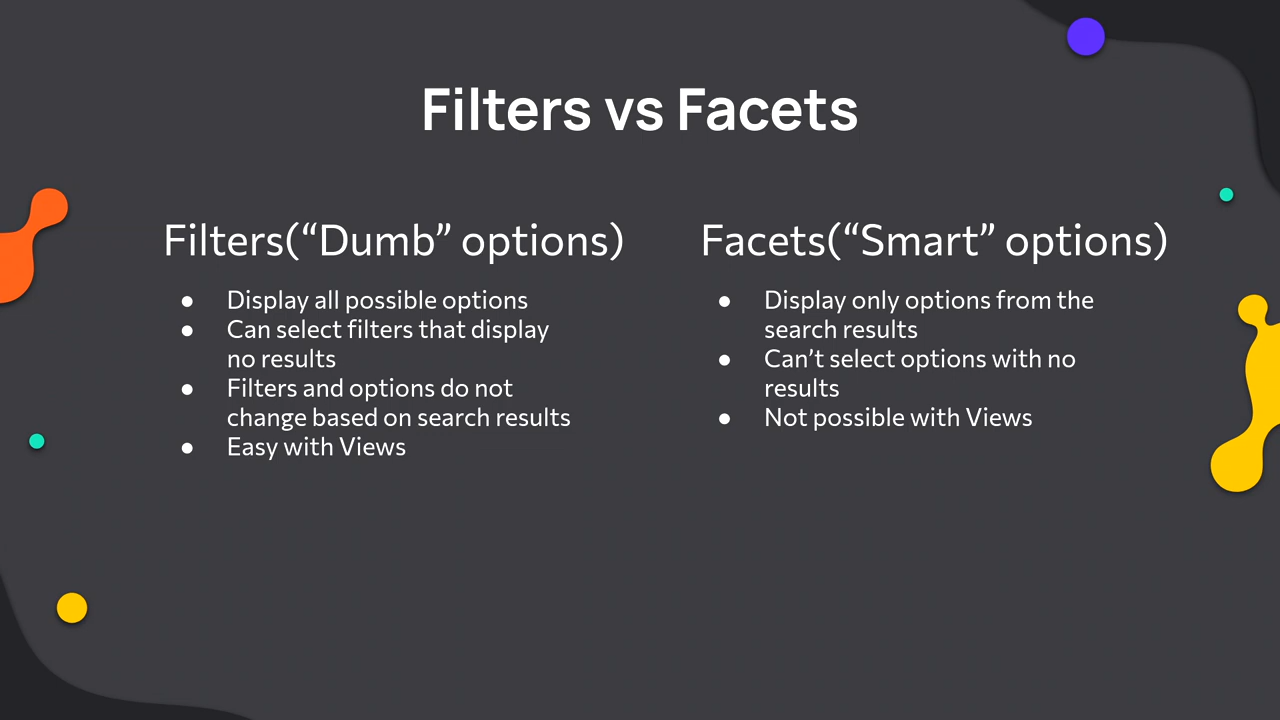 Filters vs Facets
Filters(“Dumb” options)
● Display all possible options
● Can select filters that display
no results
● Filters and options do not
change based on search results
● Easy with Views
Facets(“Smart” options)
● Display only options from the
search results
● Can’t select options with no
results
● Not possible with Views